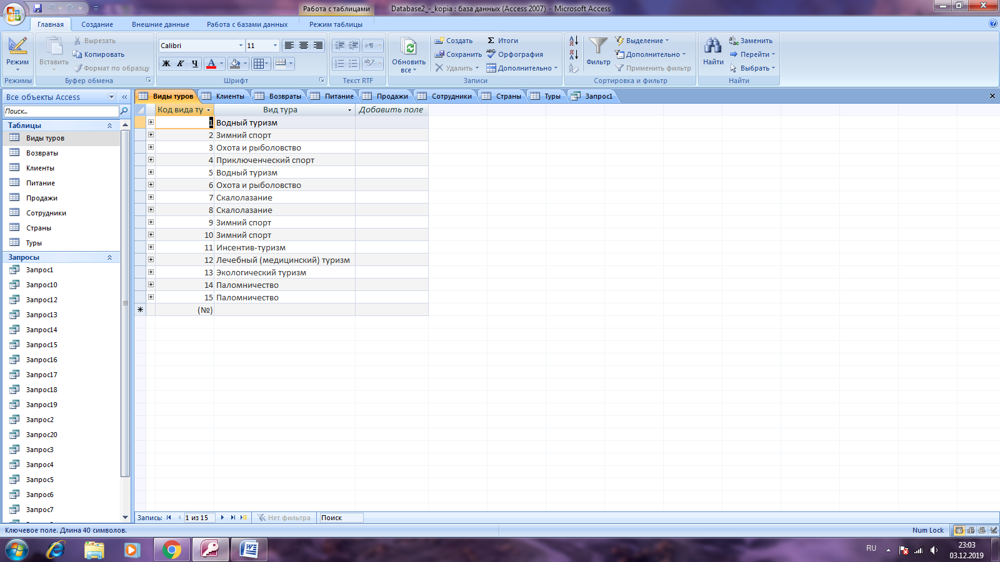 Работа с таблицами
Database2_-_kopia : база данных (Access 2007) - Microsoft Access
Главная Создание Внешние данные Работа с базами данных Режим таблицы
Режим
Режимы
Вставить
Вырезать
Копировать
Формат по образцу
Буфер обмена
Calibri 11
Ж К Ч А
Шрифт
Текст RTF
Обновить все
Создать
Сохранить
Удалить
Итоги
Орфография
Дополнительно
Записи
Фильтр
Выделение
Дополнительно
Применить фильтр
Сортировка и фильтр
Найти
Заменить
Перейти
Выбрать
Найти
Все объекты Access
Поиск...
Таблицы
Виды туров
Возвраты
Клиенты
Питание
Продажи
Сотрудники
Страны
Туры
Запросы
Запрос1
Запрос10
Запрос12
Запрос13
Запрос14
Запрос15
Запрос16
Запрос17
Запрос18
Запрос19
Запрос2
Запрос20
Запрос3
Запрос4
Запрос5
Запрос6
Запрос7
Виды туров Клиенты Возвраты Питание Продажи Сотрудники Страны Туры Запрос1
Код вида ту Вид тура Добавить поле
1 Водный туризм
2 Зимний спорт
3 Охота и рыболовство
4 Приключенческий спорт
5 Водный туризм
6 Охота и рыболовство
7 Скалолазание
8 Скалолазание
9 Зимний спорт
10 Зимний спорт
11 Инсентив-туризм
12 Лечебный (медицинский) туризм
13 Экологический туризм
14 Паломничество
15 Паломничество
(№)
Запись: 1 из 15 Нет фильтра Поиск
Ключевое поле. Длина 40 символов. Num Lock
RU 23:03
03.12.2019